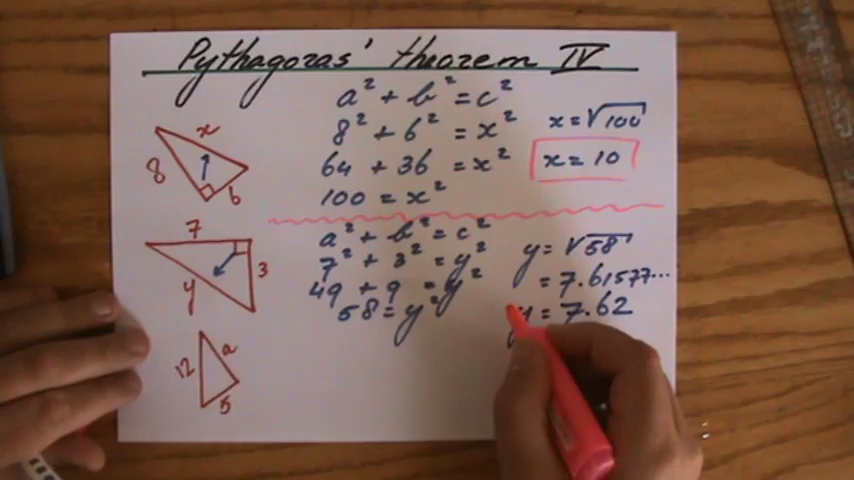 Pythagoras' theorem IV
a² + b² = c²
8² + 6² = x²
64 + 36 = x²
100 = x²
x = √100
x = 10
x
8
6
a² + b² = c²
7² + 3² = y²
49 + 9 = y²
58 = y²
y = √58
= 7.61577...
y = 7.62
7
3
y
12
a
5